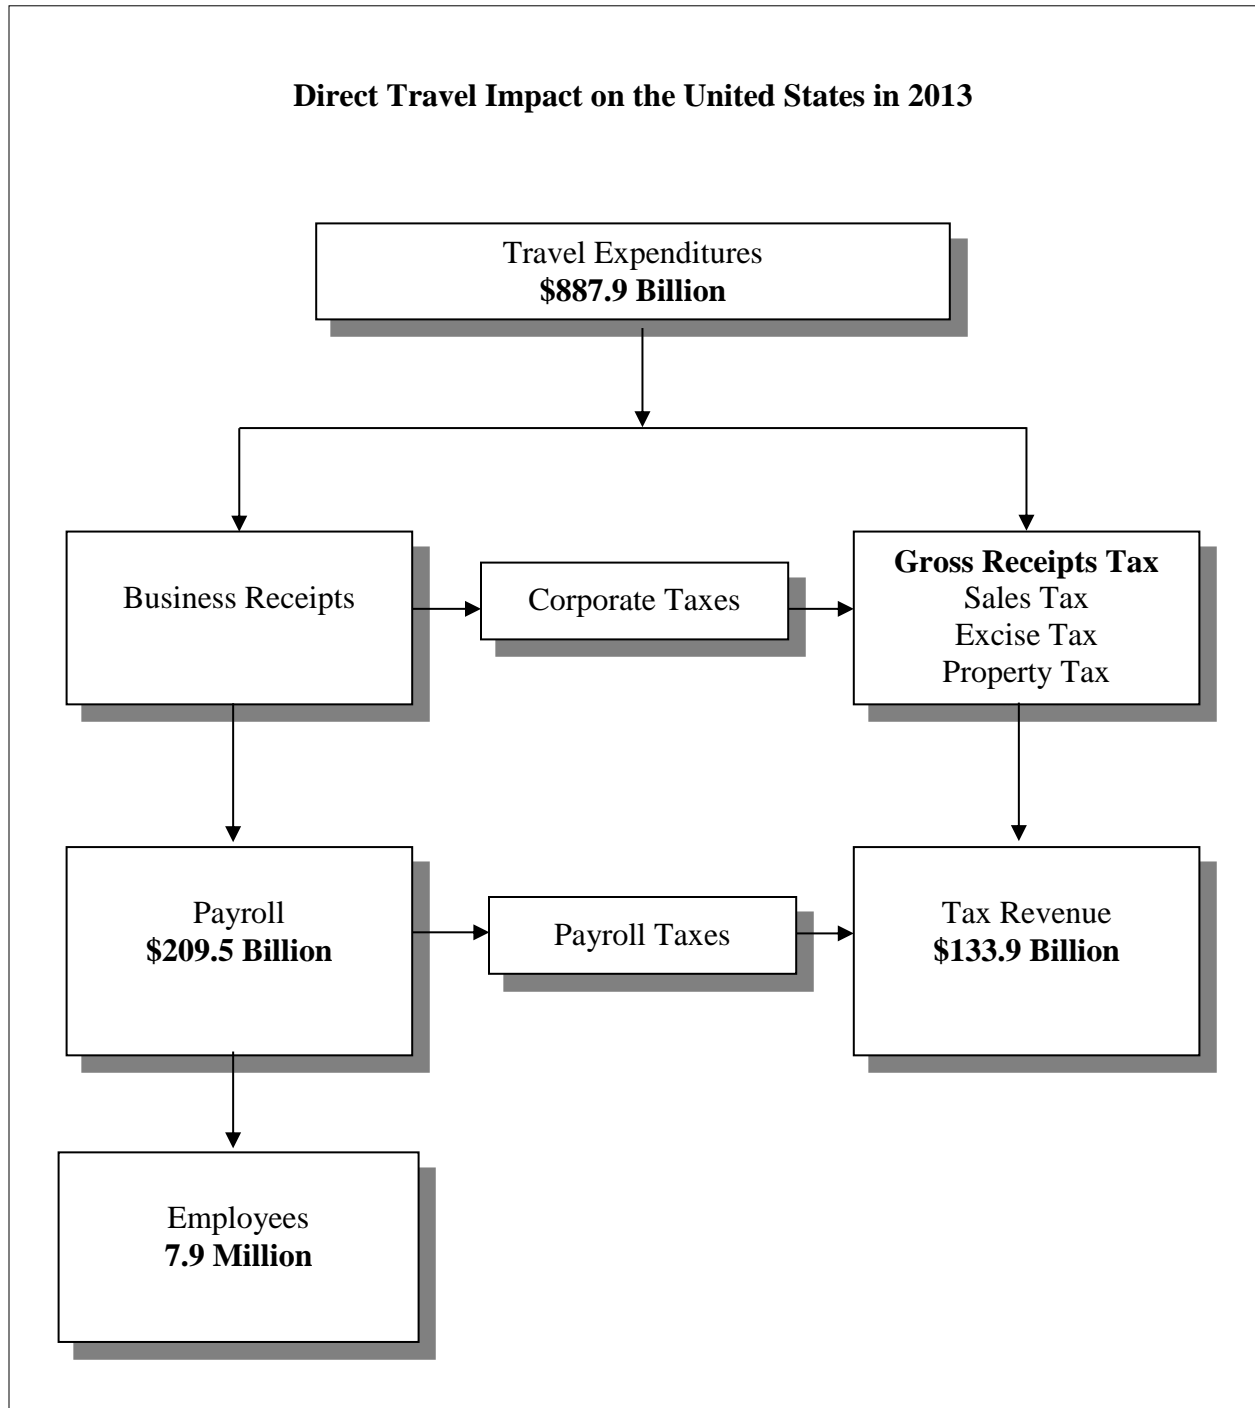 Direct Travel Impact on the United States in 2013
Travel Expenditures
$887.9 Billion
Business Receipts
Corporate Taxes
Gross Receipts Tax
Sales Tax
Excise Tax
Property Tax
Payroll
$209.5 Billion
Payroll Taxes
Tax Revenue
$133.9 Billion
Employees
7.9 Million